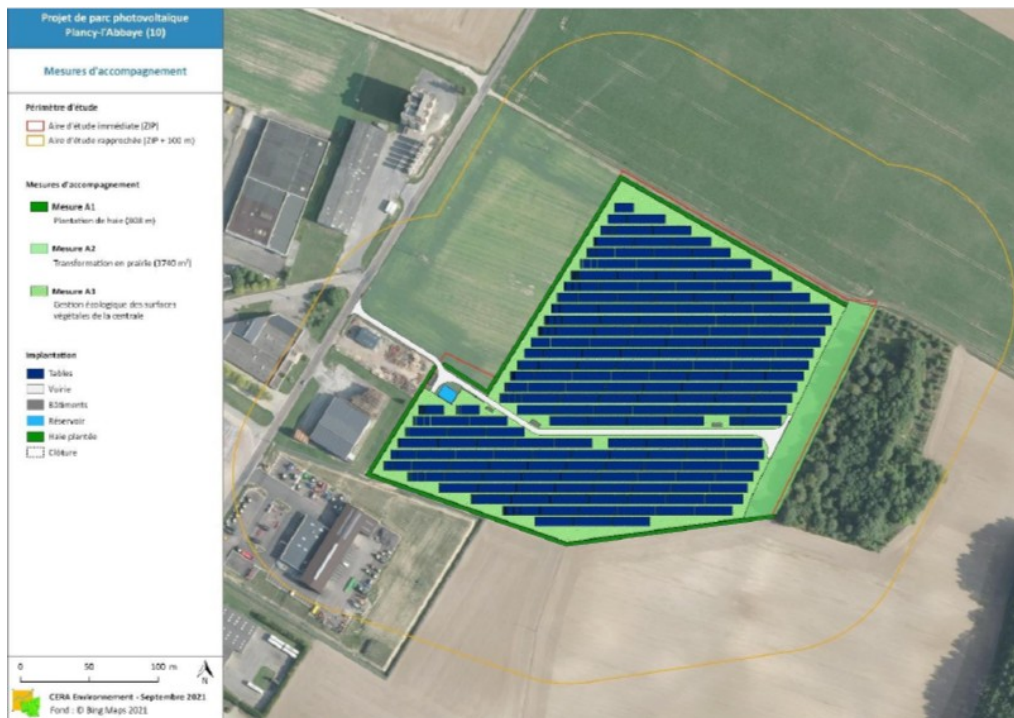 Projet de parc photovoltaïque
Plancy-l'Abbaye (10)
Mesures d'accompagnement
Périmètre d'étude
Aire d'étude immédiate (ZIP)
Aire d'étude rapprochée (ZIP + 100 m)
Mesures d'accompagnement
Mesure A1
Plantation de haie (808 m)
Mesure A2
Transformation en prairie (3740 m²)
Mesure A3
Gestion écologique des surfaces
végétales de la centrale
Implantation
Tables
Voirie
Bâtiments
Réservoir
Haie plantée
Clôture
0 50 100 m
N
CERA Environnement - Septembre 2021
Fond : © Bing Maps 2021